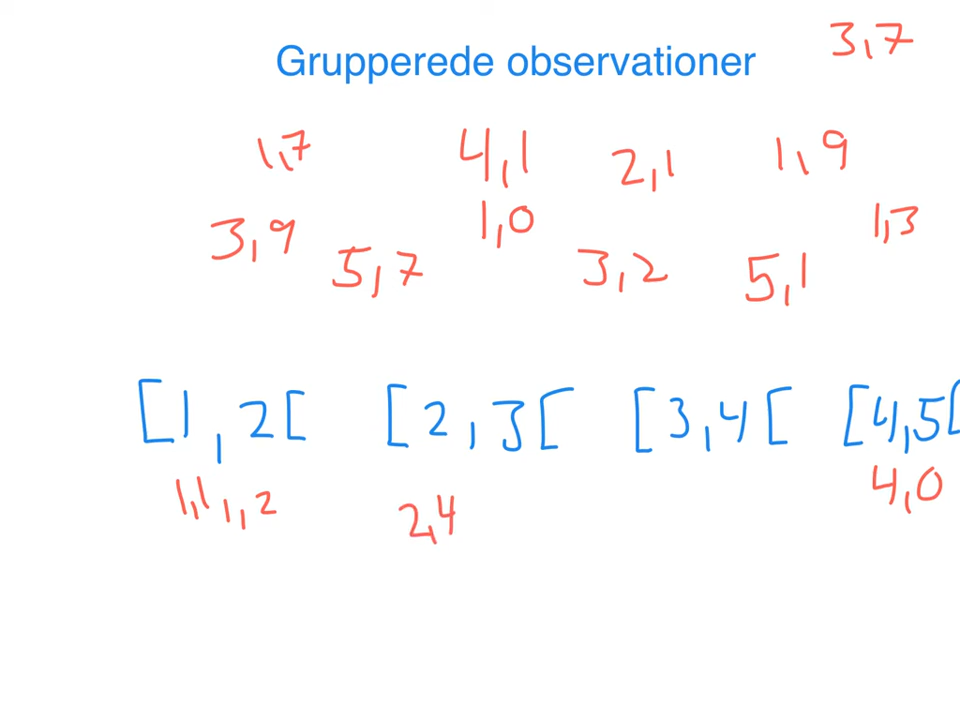 3,7
Grupperede observationer
1,7 4,1 2,1 1,9
3,9 5,7 1,0 3,2 5,1 1,3
[1,2[ [2,3[ [3,4[ [4,5[
1,1 1,2 2,4 4,0